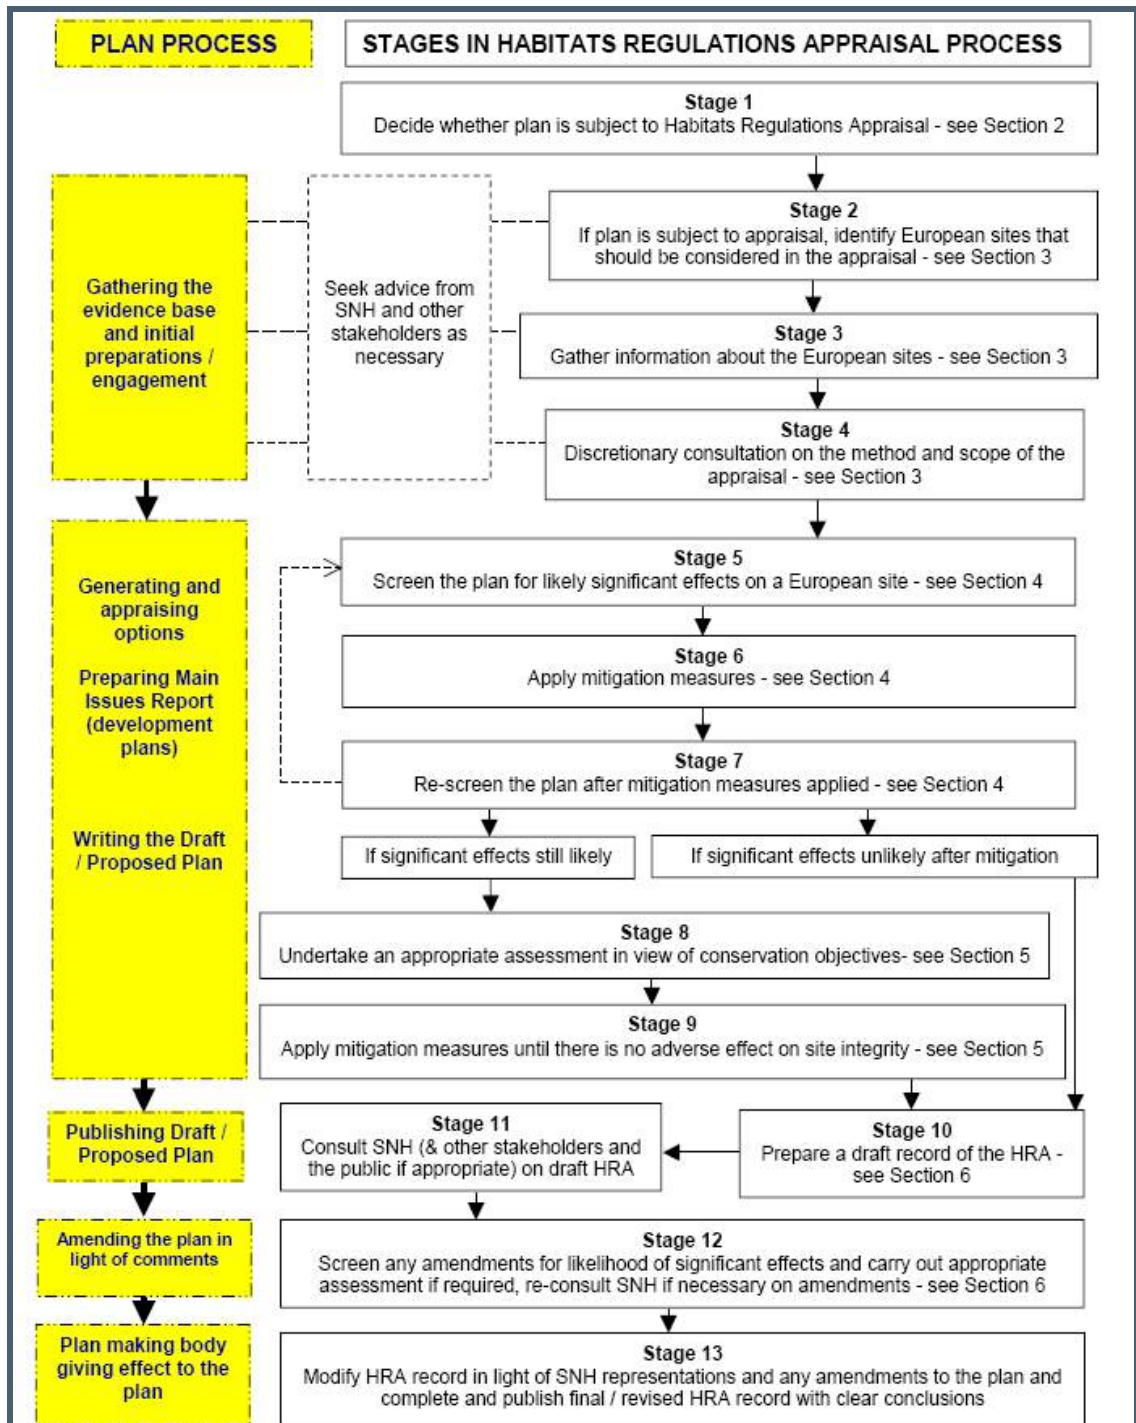 PLAN PROCESS
STAGES IN HABITATS REGULATIONS APPRAISAL PROCESS
Stage 1
Decide whether plan is subject to Habitats Regulations Appraisal - see Section 2
Stage 2
If plan is subject to appraisal, identify European sites that
should be considered in the appraisal - see Section 3
Gathering the
evidence base
and initial
preparations /
engagement
Seek advice from
SNH and other
stakeholders as
necessary
Stage 3
Gather information about the European sites - see Section 3
Stage 4
Discretionary consultation on the method and scope of the
appraisal - see Section 3
Generating and
appraising
options
Preparing Main
Issues Report
(development
plans)
Writing the Draft
/ Proposed Plan
Stage 5
Screen the plan for likely significant effects on a European site - see Section 4
Stage 6
Apply mitigation measures - see Section 4
Stage 7
Re-screen the plan after mitigation measures applied - see Section 4
If significant effects still likely
If significant effects unlikely after mitigation
Stage 8
Undertake an appropriate assessment in view of conservation objectives- see Section 5
Stage 9
Apply mitigation measures until there is no adverse effect on site integrity - see Section 5
Publishing Draft /
Proposed Plan
Stage 11
Consult SNH (& other stakeholders and
the public if appropriate) on draft HRA
Stage 10
Prepare a draft record of the HRA -
see Section 6
Amending the plan in
light of comments
Stage 12
Screen any amendments for likelihood of significant effects and carry out appropriate
assessment if required, re-consult SNH if necessary on amendments - see Section 6
Plan making body
giving effect to the
plan
Stage 13
Modify HRA record in light of SNH representations and any amendments to the plan and
complete and publish final / revised HRA record with clear conclusions